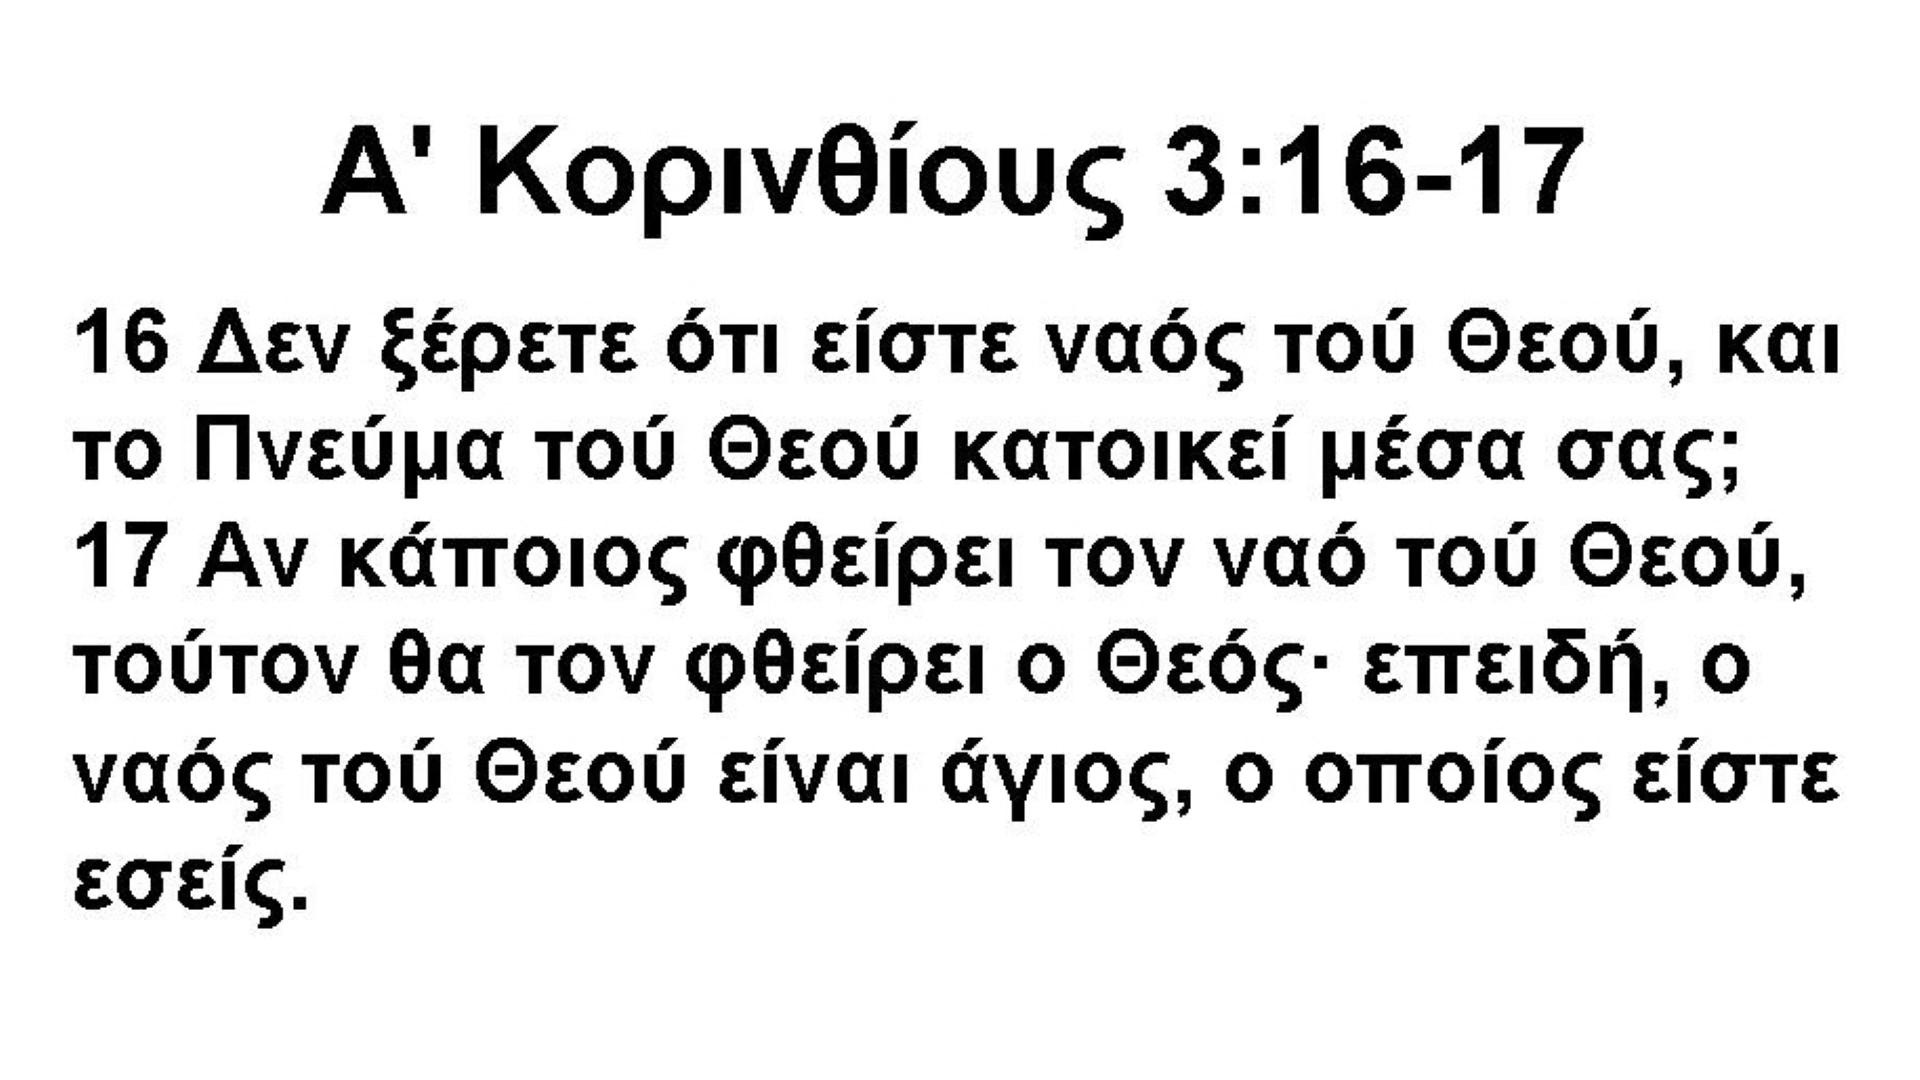 Α' Κορινθίους 3:16-17
16 Δεν ξέρετε ότι είστε ναός τού Θεού, και
το Πνεύμα τού Θεού κατοικεί μέσα σας;
17 Αν κάποιος φθείρει τον ναό τού Θεού,
τούτον θα τον φθείρει ο Θεός· επειδή, ο
ναός τού Θεού είναι άγιος, ο οποίος είστε
εσείς.